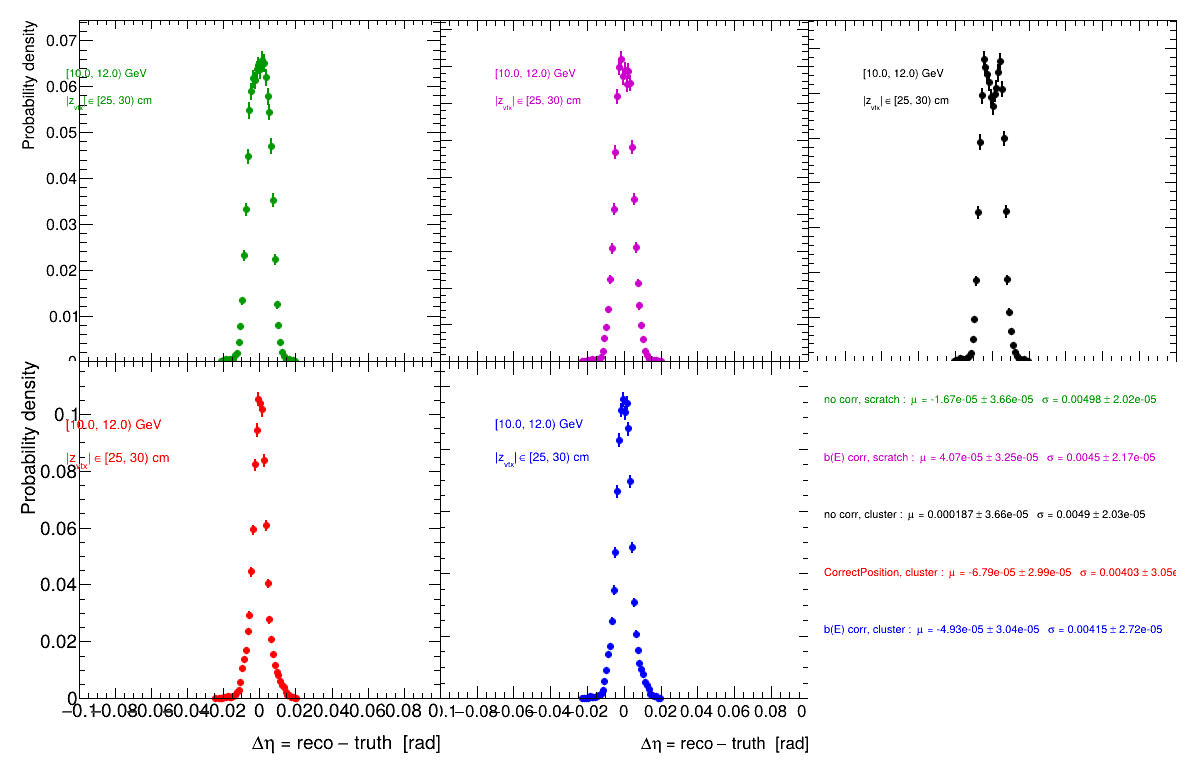 Probability density
0.07
0.06
0.05
0.04
0.03
0.02
0.01
0
[10.0, 12.0) GeV
|z_vtx| ∈ [25, 30) cm
[10.0, 12.0) GeV
|z_vtx| ∈ [25, 30) cm
[10.0, 12.0) GeV
|z_vtx| ∈ [25, 30) cm
Probability density
0.1
0.08
0.06
0.04
0.02
0
[10.0, 12.0) GeV
|z_vtx| ∈ [25, 30) cm
[10.0, 12.0) GeV
|z_vtx| ∈ [25, 30) cm
no corr, scratch : μ = -1.67e-05 ± 3.66e-05 σ = 0.00498 ± 2.02e-05
b(E) corr, scratch : μ = 4.07e-05 ± 3.25e-05 σ = 0.0045 ± 2.17e-05
no corr, cluster : μ = 0.000187 ± 3.66e-05 σ = 0.0049 ± 2.03e-05
CorrectPosition, cluster : μ = -6.79e-05 ± 2.99e-05 σ = 0.00403 ± 3.05e
b(E) corr, cluster : μ = -4.93e-05 ± 3.04e-05 σ = 0.00415 ± 2.72e-05
−0.1 −0.08 −0.06 −0.04 −0.02 0 0.02 0.04 0.06 0.08 0.1 −0.08 −0.06 −0.04 −0.02 0 0.02 0.04 0.06 0.08 0
Δη = reco − truth [rad]
Δη = reco − truth [rad]